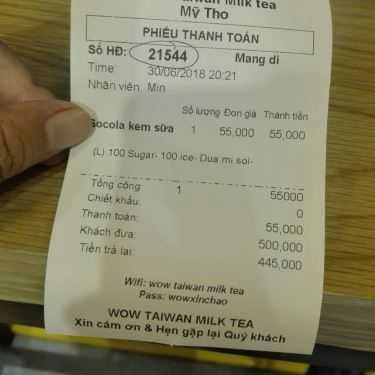 Taiwan Milk tea
Mỹ Tho
PHIẾU THANH TOÁN
Số HĐ: 21544 Mang đi
Time: 30/06/2018 20:21
Nhân viên: Min
Số lượng Đơn giá Thành tiền
Socola kem sữa 1 55,000 55,000
(L) 100 Sugar- 100 ice- Dua mi soi-
Tổng cộng 1 55000
Chiết khấu: 0
Thanh toán: 55,000
Khách đưa: 500,000
Tiền trả lại: 445,000
Wifi: wow taiwan milk tea
Pass: wowxinchao
WOW TAIWAN MILK TEA
Xin cám ơn & Hẹn gặp lại Quý khách